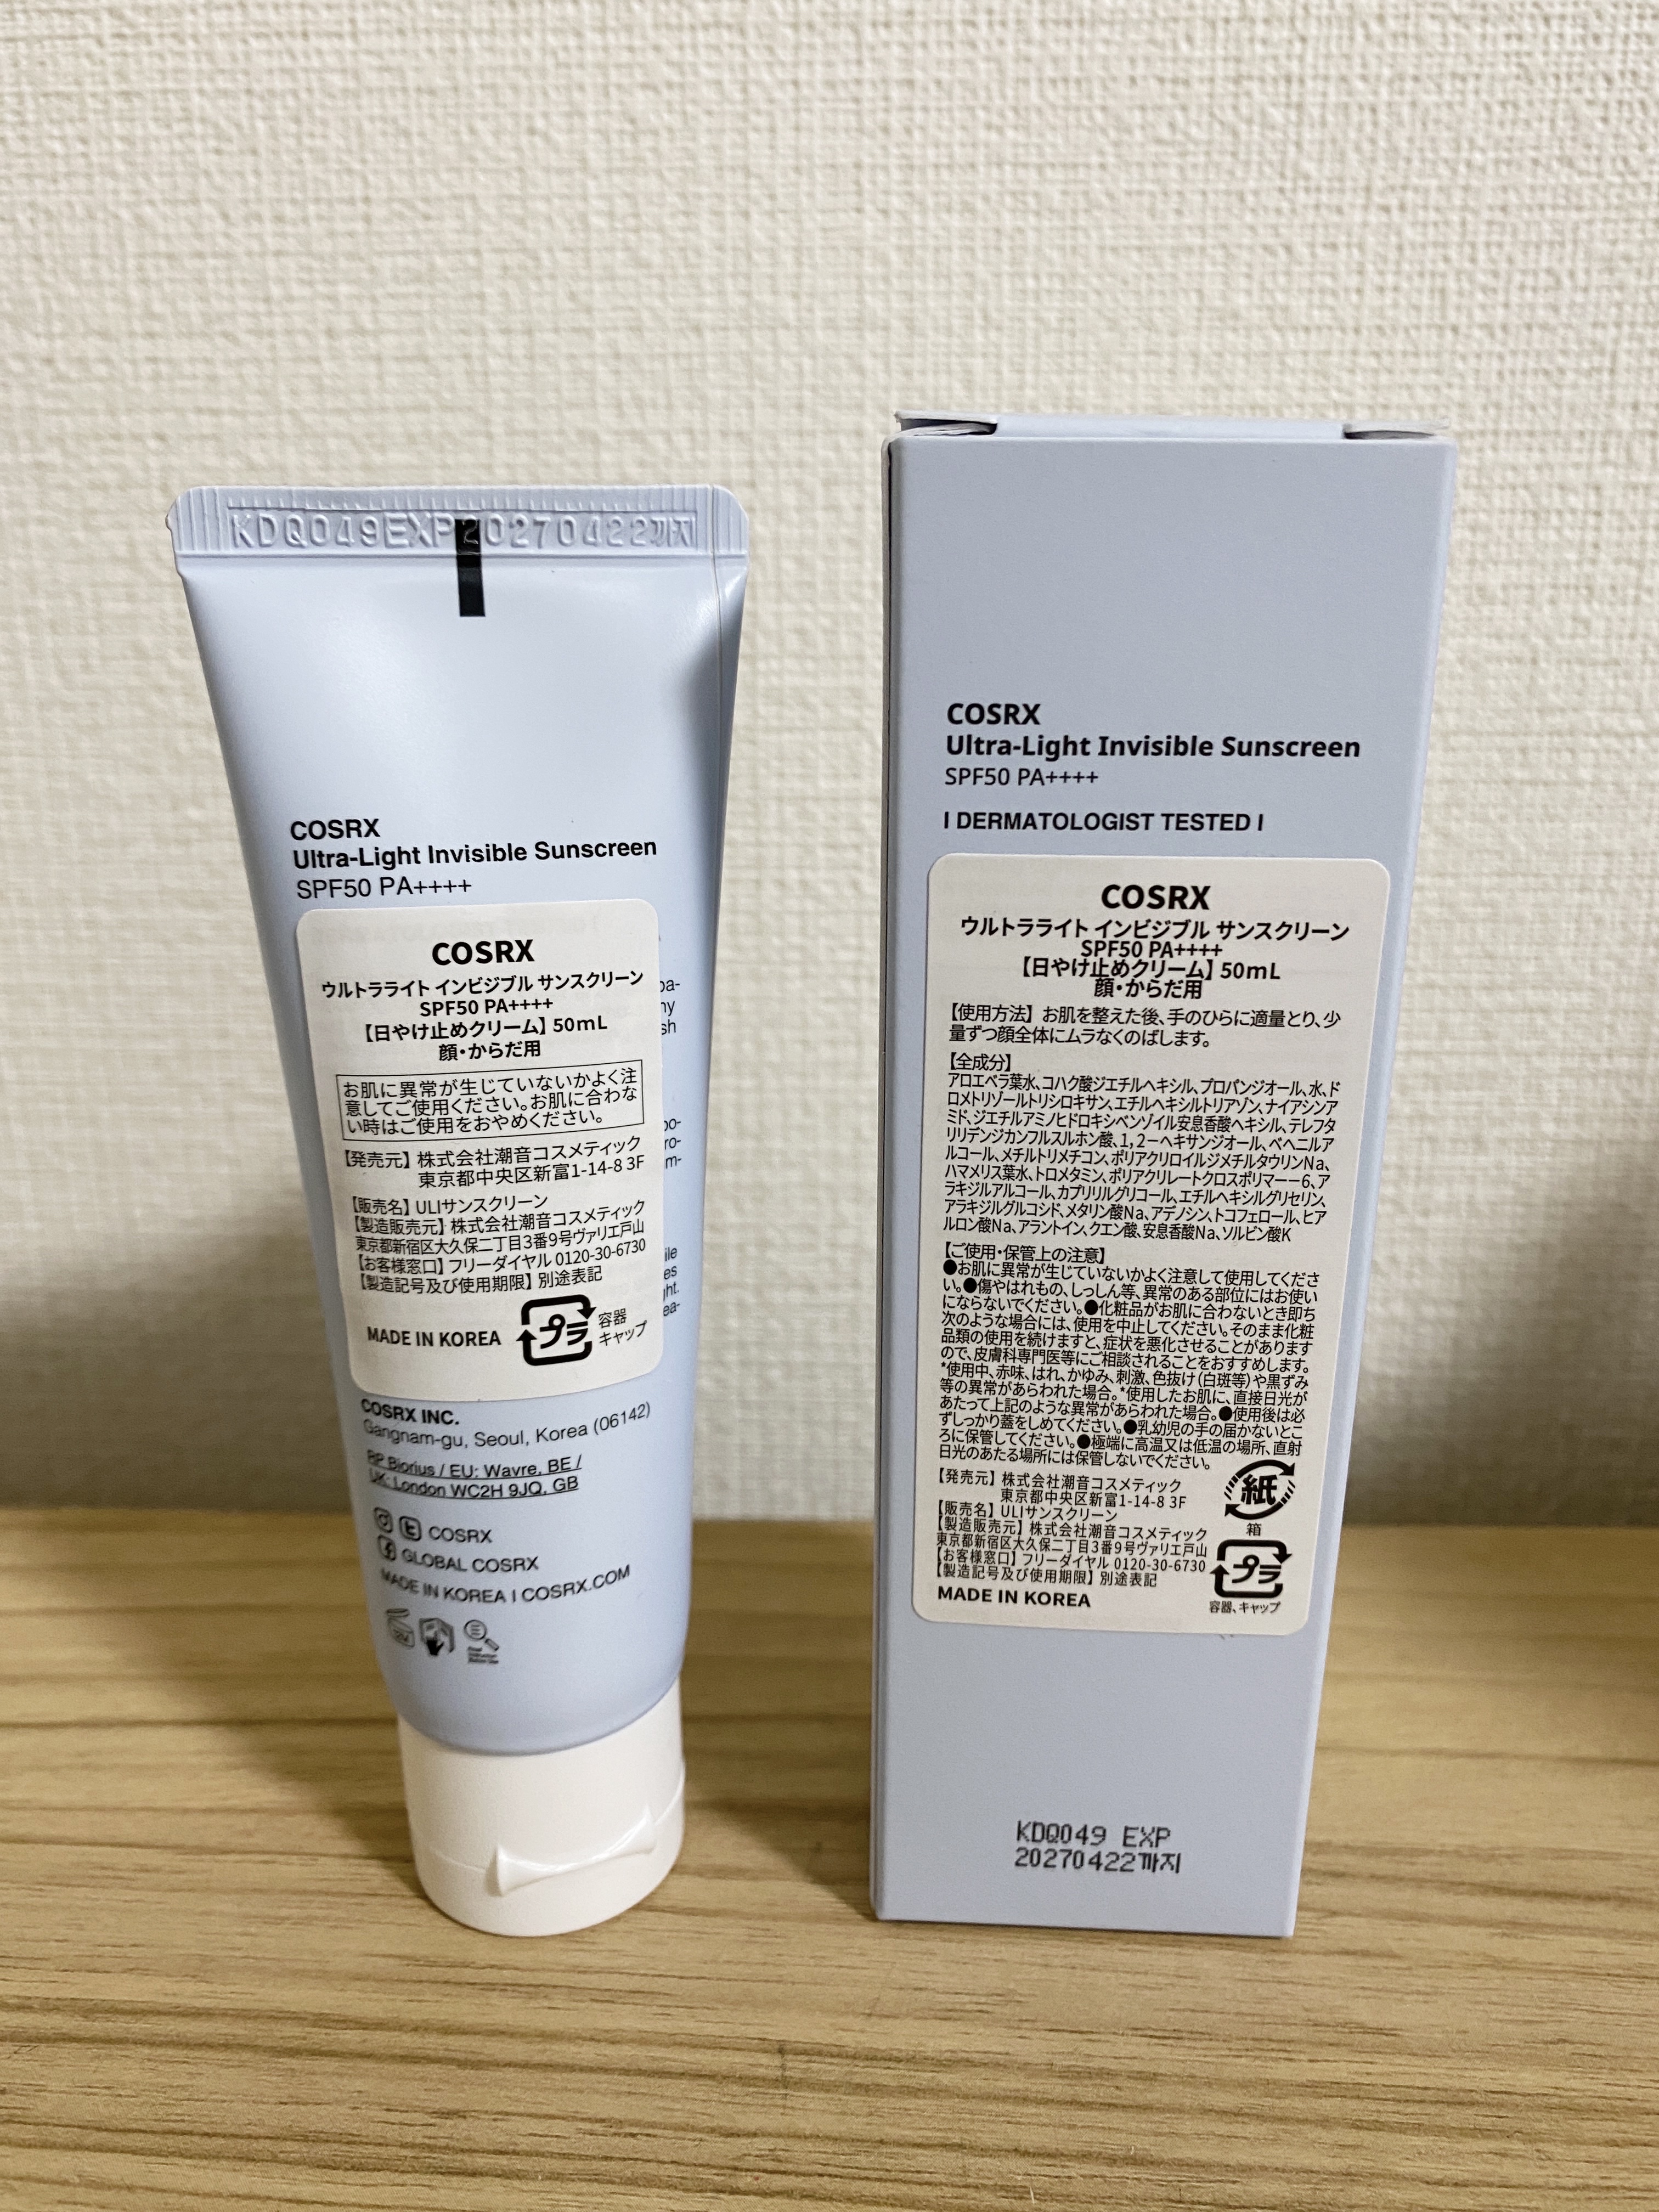 KDQ049EXP20270422까지
COSRX
Ultra-Light Invisible Sunscreen
SPF50 PA++++
COSRX
ウルトラライト インビジブル サンスクリーン
SPF50 PA++++
【日やけ止めクリーム】50mL
顔・からだ用
お肌に異常が生じていないかよく注
意してご使用ください。お肌に合わな
い時はご使用をおやめください。
【発売元】株式会社潮音コスメティック
東京都中央区新富1-14-8 3F
【販売名】ULIサンスクリーン
【製造販売元】株式会社潮音コスメティック
東京都新宿区大久保二丁目3番9号ヴァリエ戸山
【お客様窓口】フリーダイヤル 0120-30-6730
【製造記号及び使用期限】別途表記
MADE IN KOREA
プラ
容器
キャップ
COSRX INC.
Gangnam-gu, Seoul, Korea (06142)
RP Biorius / EU: Wavre, BE /
UK: London WC2H 9JQ, GB
COSRX
GLOBAL COSRX
MADE IN KOREA I COSRX.COM
COSRX
Ultra-Light Invisible Sunscreen
SPF50 PA++++
I DERMATOLOGIST TESTED I
COSRX
ウルトラライト インビジブル サンスクリーン
SPF50 PA++++
【日やけ止めクリーム】50mL
顔・からだ用
【使用方法】お肌を整えた後、手のひらに適量とり、少
量ずつ顔全体にムラなくのばします。
【全成分】
アロエベラ葉水、コハク酸ジエチルヘキシル、プロパンジオール、水、ド
ロメトリゾールトリシロキサン、エチルヘキシルトリアゾン、ナイアシンア
ミド、ジエチルアミノヒドロキシベンゾイル安息香酸ヘキシル、テレフタ
リリデンジカンフルスルホン酸、1,2－ヘキサンジオール、ベヘニルア
ルコール、メチルトリメチコン、ポリアクリロイルジメチルタウリンNa、
ハマメリス葉水、トロメタミン、ポリアクリレートクロスポリマー－6、ア
ラキジルアルコール、カプリリルグリコール、エチルヘキシルグリセリン、
アラキジルグルコシド、メタリン酸Na、アデノシン、トコフェロール、ヒア
ルロン酸Na、アラントイン、クエン酸、安息香酸Na、ソルビン酸K
【ご使用・保管上の注意】
●お肌に異常が生じていないかよく注意して使用してくださ
い。●傷やはれもの、しっしん等、異常のある部位にはお使い
にならないでください。●化粧品がお肌に合わないとき即ち
次のような場合には、使用を中止してください。そのまま化粧
品類の使用を続けますと、症状を悪化させることがあります
ので、皮膚科専門医等にご相談されることをおすすめします。
*使用中、赤味、はれ、かゆみ、刺激、色抜け（白斑等）や黒ずみ
等の異常があらわれた場合。*使用したお肌に、直接日光が
あたって上記のような異常があらわれた場合。●使用後は必
ずしっかり蓋をしめてください。●乳幼児の手の届かないとこ
ろに保管してください。●極端に高温又は低温の場所、直射
日光のあたる場所には保管しないでください。
【発売元】株式会社潮音コスメティック
東京都中央区新富1-14-8 3F
【販売名】ULIサンスクリーン
【製造販売元】株式会社潮音コスメティック
東京都新宿区大久保二丁目3番9号ヴァリエ戸山
【お客様窓口】フリーダイヤル 0120-30-6730
【製造記号及び使用期限】別途表記
MADE IN KOREA
紙
箱
プラ
容器、キャップ
KDQ049 EXP
20270422까지